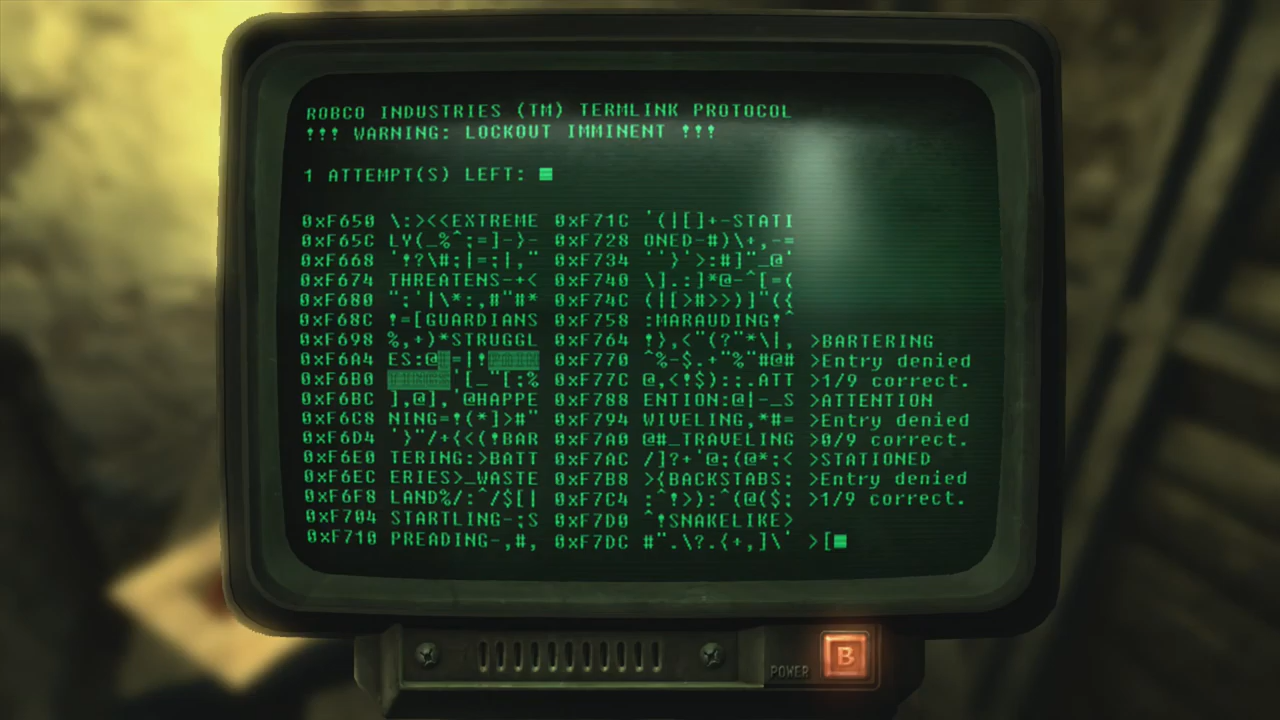 ROBCO INDUSTRIES (TM) TERMLINK PROTOCOL
!!! WARNING: LOCKOUT IMMINENT !!!
1 ATTEMPT(S) LEFT:
0xF650 \:><<EXTREME 0xF71C '(|[]+-STATI
0xF65C LY(_%^;=]-}- 0xF728 ONED-#)\+,-=
0xF668 '!?\#;|=;|," 0xF734 ''}'>:#]"_@'
0xF674 THREATENS-+< 0xF740 \].:]*@-^[=(
0xF680 ";'|\*:,#"#* 0xF74C (|[>#>>)]"({
0xF68C !=[GUARDIANS 0xF758 :MARAUDING!^
0xF698 %,+)*STRUGGL 0xF764 !},<"(?"*\|, >BARTERING
0xF6A4 ES:@ =|! 0xF770 ^%-$.+"%"#@# >Entry denied
0xF6B0 '[_"[:% 0xF77C @,<!$):;.ATT >1/9 correct.
0xF6BC ],@],'@HAPPE 0xF788 ENTION:@|-_S >ATTENTION
0xF6C8 NING=!(*]>#" 0xF794 WIVELING,*#= >Entry denied
0xF6D4 '}"/+{<(!BAR 0xF7A0 @#_TRAVELING >0/9 correct.
0xF6E0 TERING:>BATT 0xF7AC /]?+'@;(@*;< >STATIONED
0xF6EC ERIES>_WASTE 0xF7B8 >{BACKSTABS: >Entry denied
0xF6F8 LAND%/:^/$[| 0xF7C4 :^!>):^(@($: >1/9 correct.
0xF704 STARTLING-;S 0xF7D0 ^!SNAKELIKE>
0xF710 PREADING-,#, 0xF7DC #".\?.{+,]\' >[
POWER
B